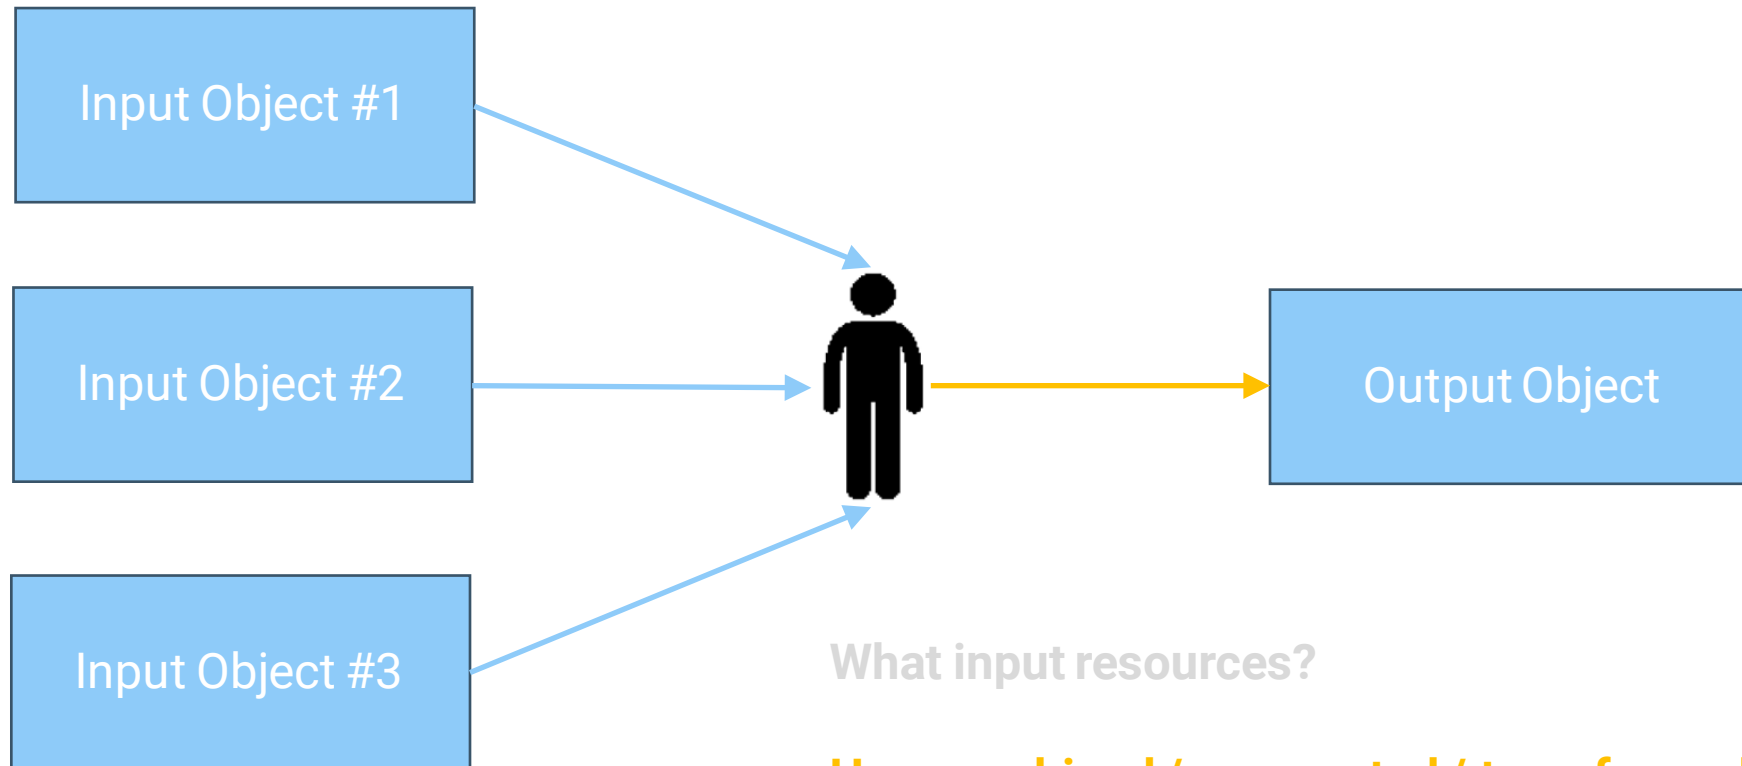 Input Object #1
Input Object #2
Output Object
Input Object #3
What input resources?